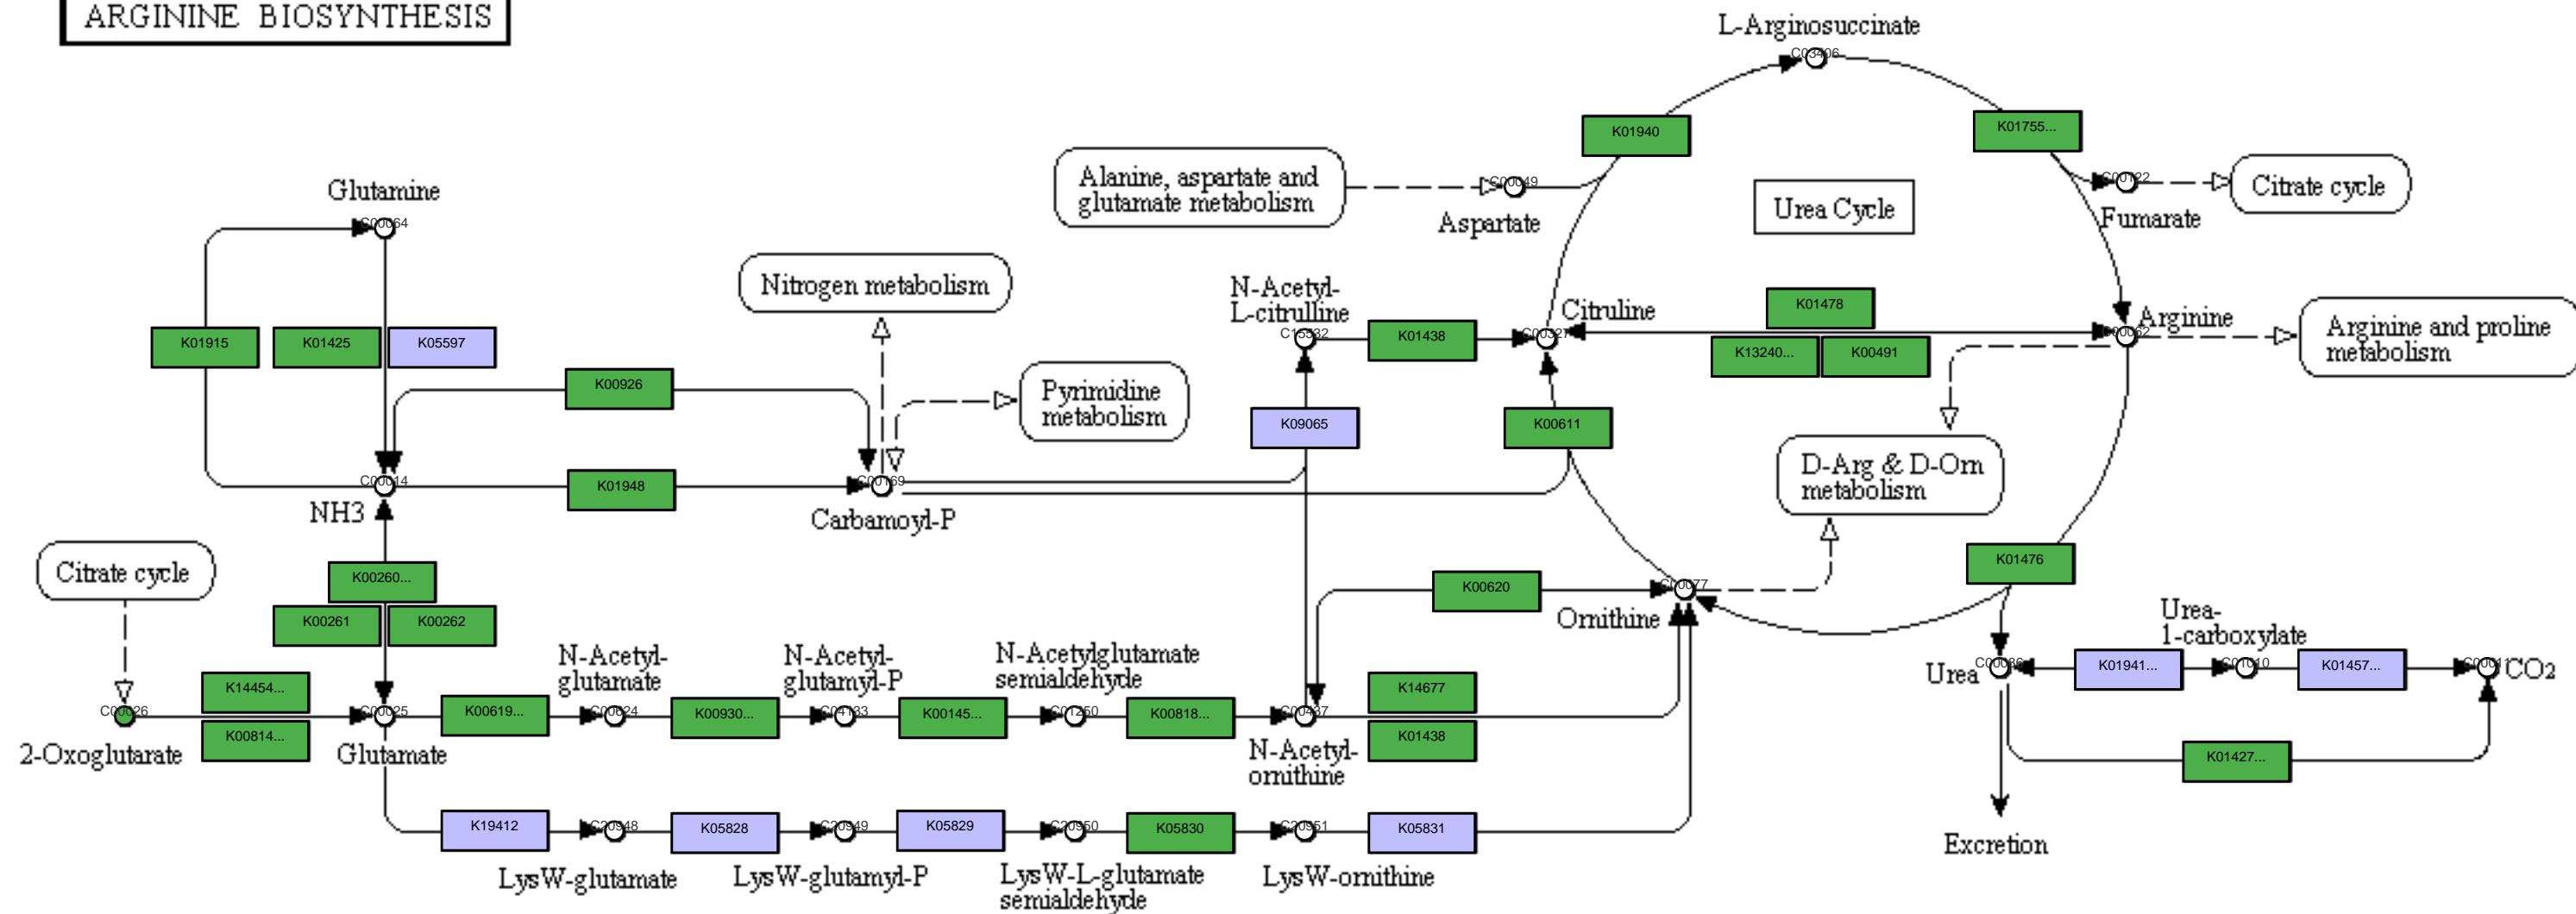 ARGININE BIOSYNTHESIS
L-Arginosuccinate
C03406
K01940
K01755...
Alanine, aspartate and
glutamate metabolism
C00049
Aspartate
Urea Cycle
C00122
Fumarate
Citrate cycle
Glutamine
C00064
Nitrogen metabolism
N-Acetyl-
L-citrulline
C15532
K01438
C00327
Citruline
K01478
K13240...
K00491
C00062
Arginine
Arginine and proline
metabolism
K01915
K01425
K05597
K00926
Pyrimidine
metabolism
K09065
K00611
D-Arg & D-Orn
metabolism
C00014
NH3
K01948
C00169
Carbamoyl-P
Citrate cycle
K00260...
K00261
K00262
K00620
C00077
Ornithine
K01476
Urea-
1-carboxylate
C00086
Urea
K01941...
C01010
K01457...
C00011
CO2
K14454...
C00026
2-Oxoglutarate
K00814...
C00025
Glutamate
K00619...
N-Acetyl-
glutamate
C00624
K00930...
N-Acetyl-
glutamyl-P
C04133
K00145...
N-Acetylglutamate
semialdehyde
C01250
K00818...
C00437
N-Acetyl-
ornithine
K14677
K01438
K01427...
K19412
C20948
LysW-glutamate
K05828
C20949
LysW-glutamyl-P
K05829
C20950
LysW-L-glutamate
semialdehyde
K05830
C20951
LysW-ornithine
K05831
Excretion